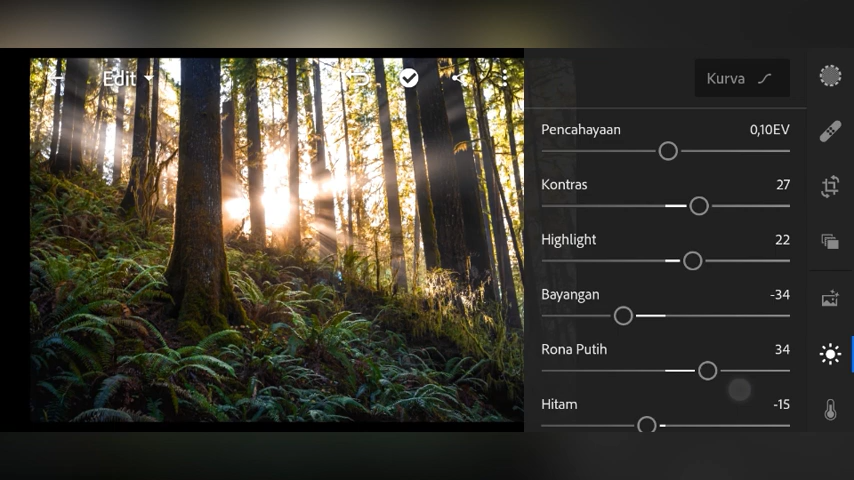 Edit
Kurva
Pencahayaan 0,10EV
Kontras 27
Highlight 22
Bayangan -34
Rona Putih 34
Hitam -15